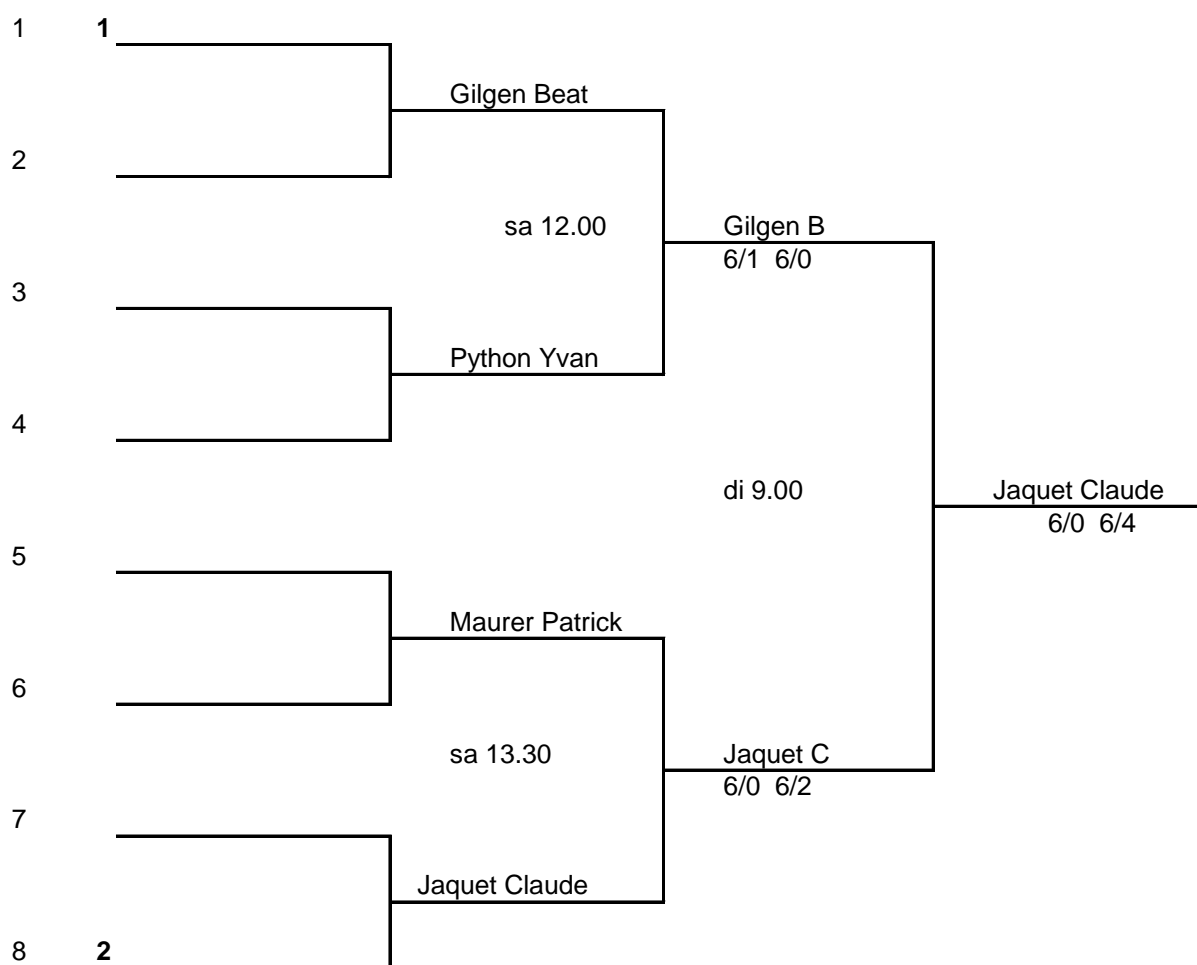 1 1
Gilgen Beat
2
sa 12.00 Gilgen B
6/1 6/0
3
Python Yvan
4
di 9.00 Jaquet Claude
6/0 6/4
5
Maurer Patrick
6
sa 13.30 Jaquet C
6/0 6/2
7
Jaquet Claude
8 2